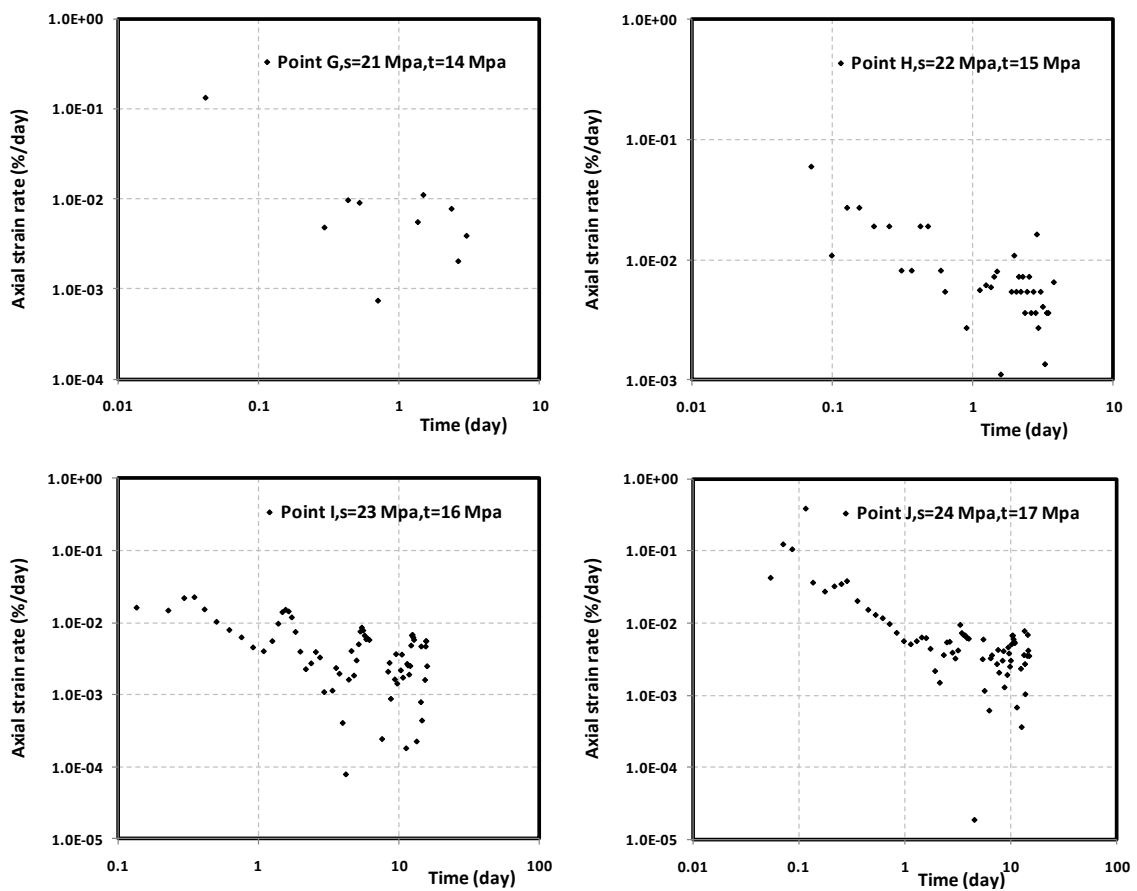 1.0E+00
Point G,s=21 Mpa,t=14 Mpa
1.0E-01
1.0E-02
1.0E-03
1.0E-04
Axial strain rate (%/day)
0.01 0.1 1 10
Time (day)
1.0E+00
Point H,s=22 Mpa,t=15 Mpa
1.0E-01
1.0E-02
1.0E-03
Axial strain rate (%/day)
0.01 0.1 1 10
Time (day)
1.0E+00
Point I,s=23 Mpa,t=16 Mpa
1.0E-01
1.0E-02
1.0E-03
1.0E-04
1.0E-05
Axial strain rate (%/day)
0.1 1 10 100
Time (day)
1.0E+00
Point J,s=24 Mpa,t=17 Mpa
1.0E-01
1.0E-02
1.0E-03
1.0E-04
1.0E-05
Axial strain rate (%/day)
0.01 0.1 1 10 100
Time (day)